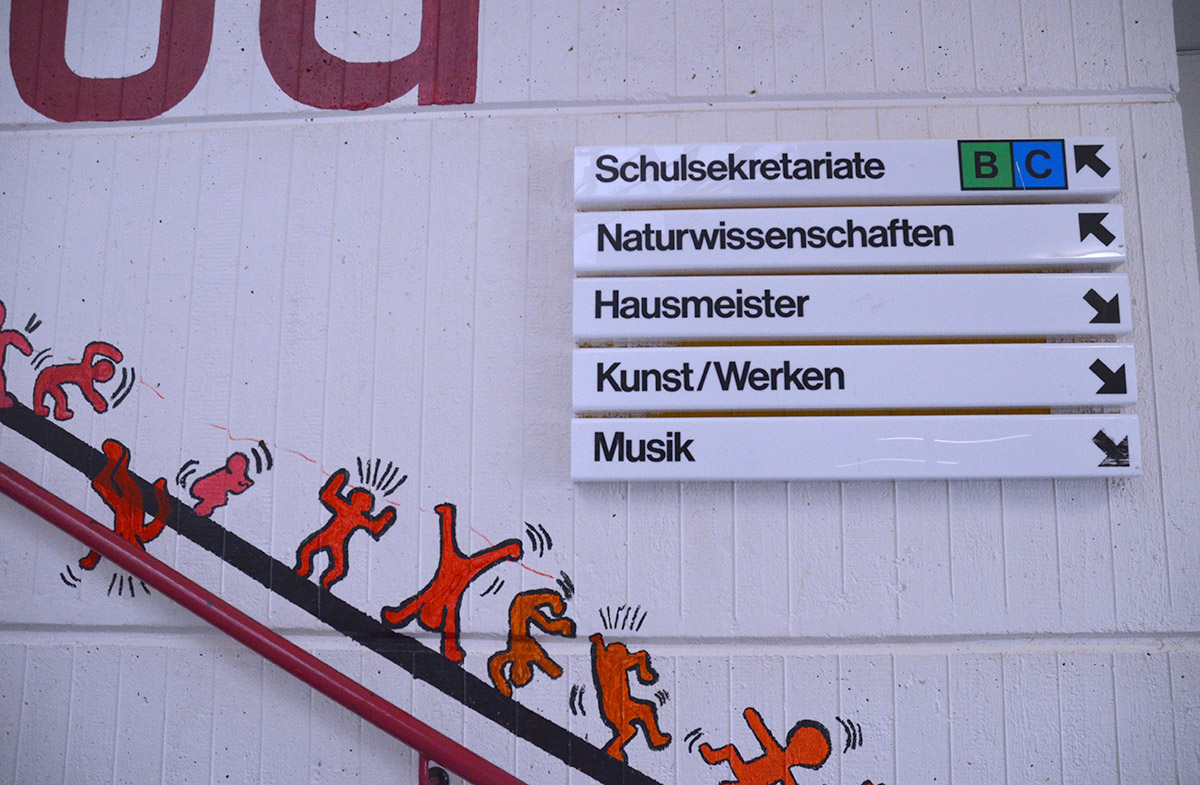 Schulsekretariate B C
Naturwissenschaften
Hausmeister
Kunst/Werken
Musik